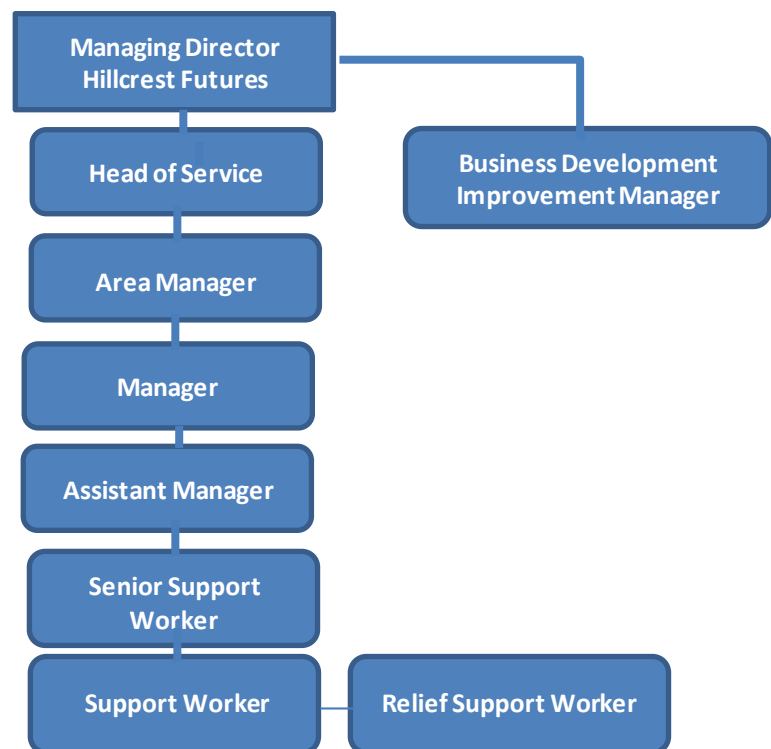 Managing Director
Hillcrest Futures
Head of Service
Business Development
Improvement Manager
Area Manager
Manager
Assistant Manager
Senior Support
Worker
Support Worker
Relief Support Worker